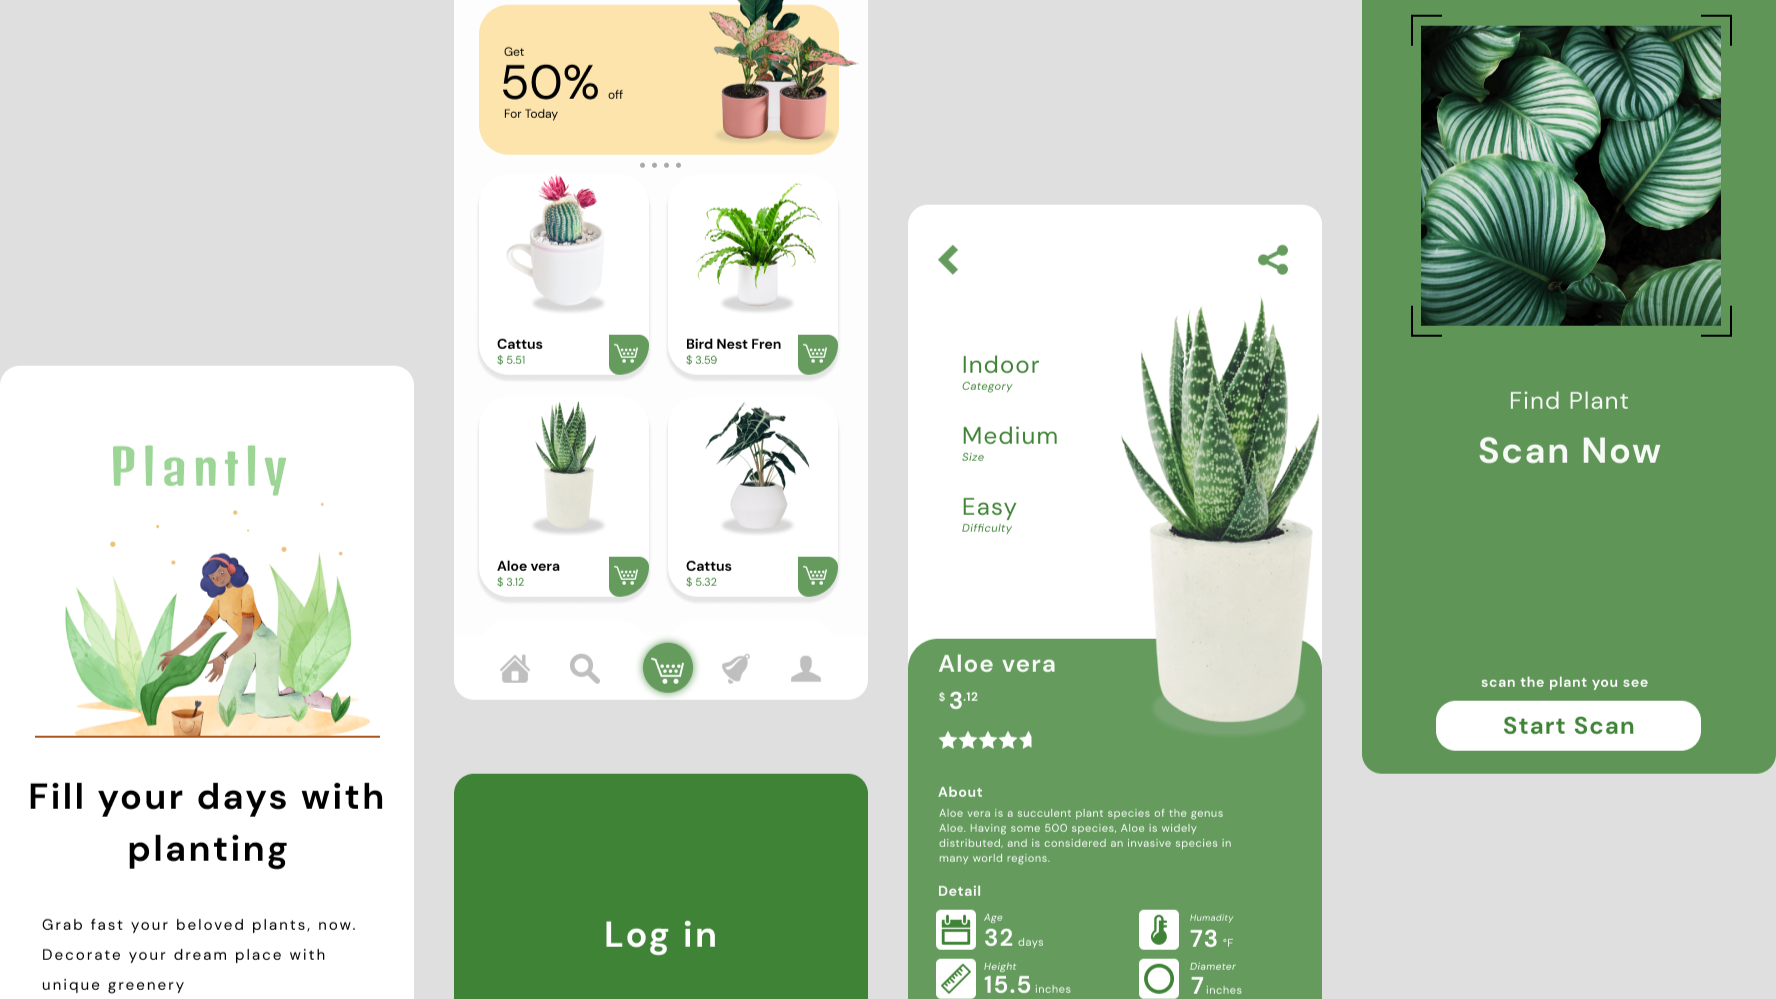 Plantly
Fill your days with
planting
Grab fast your beloved plants, now.
Decorate your dream place with
unique greenery
Get
50% off
For Today
Cattus
$ 5.51
Bird Nest Fren
$ 3.59
Aloe vera
$ 3.12
Cattus
$ 5.32
Log in
Indoor
Category
Medium
Size
Easy
Difficulty
Aloe vera
$ 3.12
About
Aloe vera is a succulent plant species of the genus
Aloe. Having some 500 species, Aloe is widely
distributed, and is considered an invasive species in
many world regions.
Detail
Age
32 days
Humadity
73 °F
Height
15.5 inches
Diameter
7 inches
Find Plant
Scan Now
scan the plant you see
Start Scan